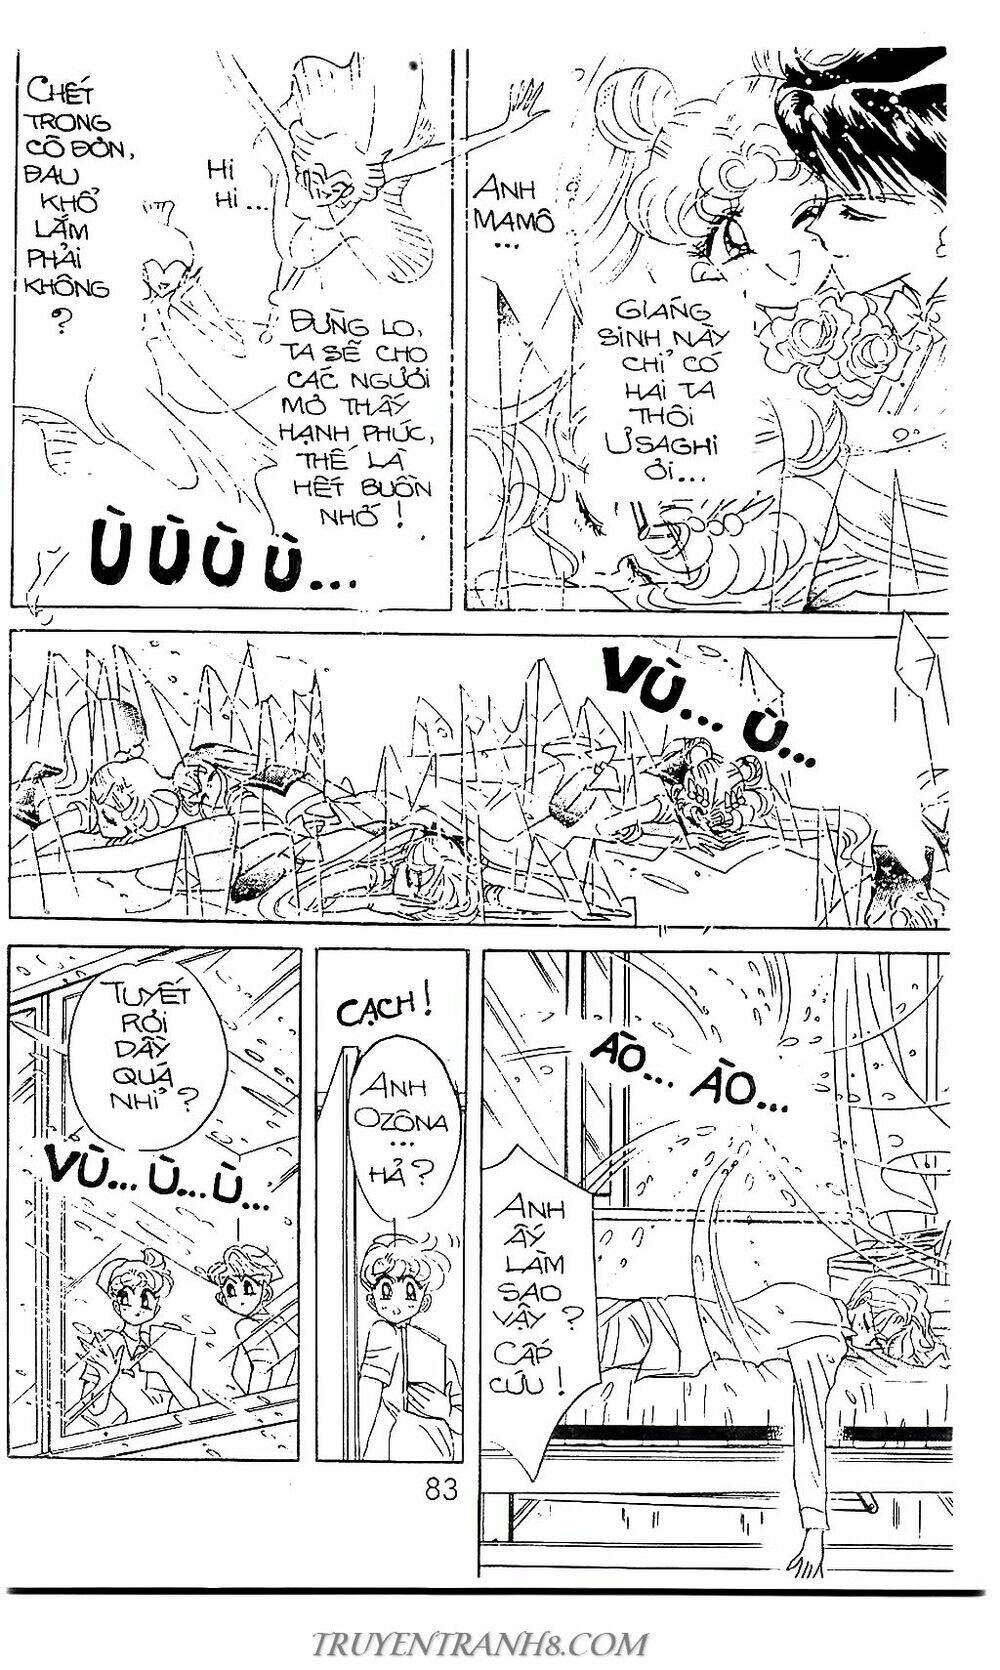 CHẾT
TRONG
CÔ ĐƠN,
ĐAU
KHỔ
LẮM
PHẢI
KHÔNG
?
HI
HI...
ĐỪNG LO,
TA SẼ CHO
CÁC NGƯƠI
MƠ THẤY
HẠNH PHÚC,
THẾ LÀ
HẾT BUỒN
NHỚ!
Ù Ù Ù Ù...
ANH
MAMÔ
...
GIÁNG
SINH NÀY
CHỈ CÓ
HAI TA
THÔI
ƯSAGHI
ƠI...
VÙ... Ù...
TUYẾT
RƠI
DẦY
QUÁ
NHỈ?
VÙ... Ù... Ù...
CẠCH!
ANH
OZÔNA
...
HẢ?
ÀO... ÀO...
ANH
ẤY
LÀM
SAO
VẬY?
CẤP
CỨU!
83
TRUYENTRANH8.COM